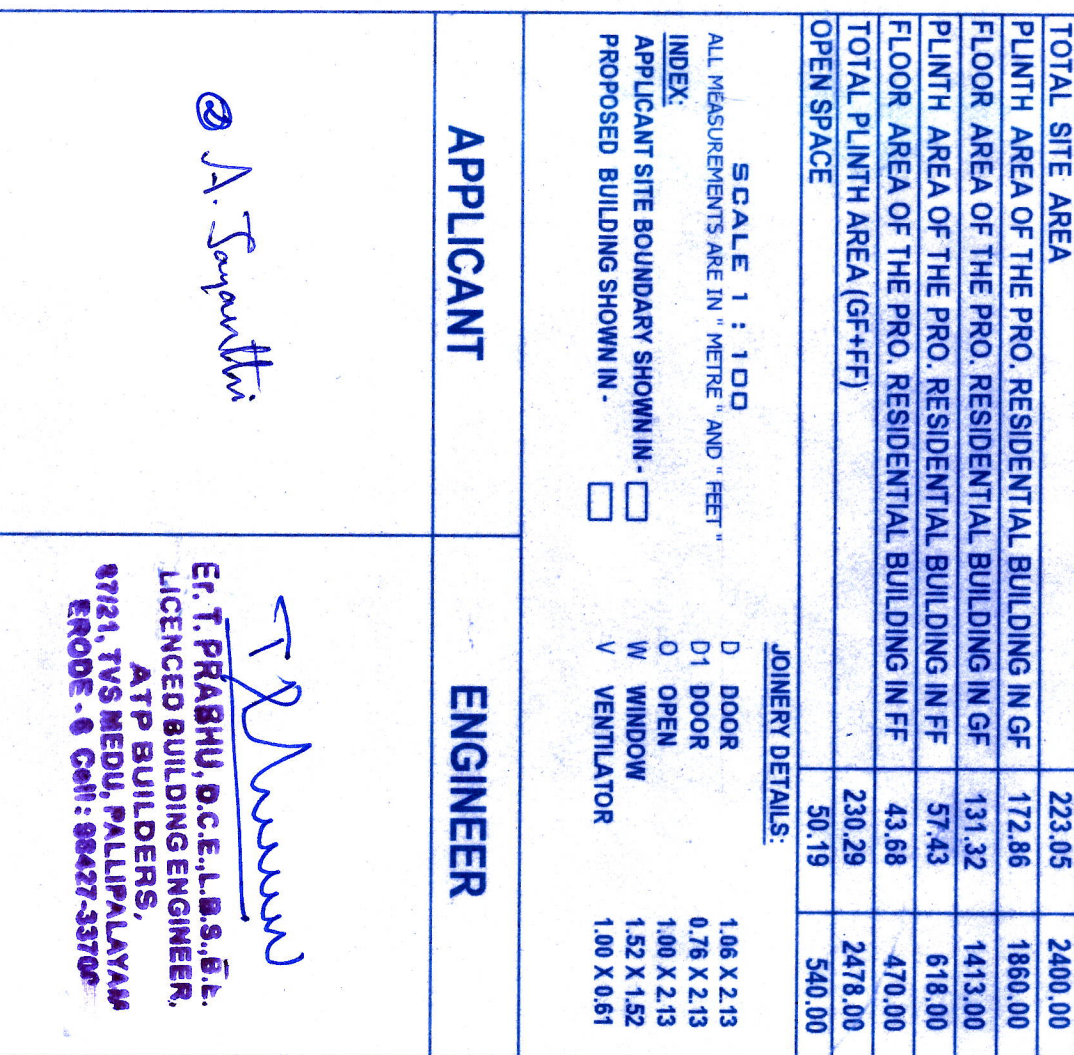 TOTAL SITE AREA 223.05 2400.00
PLINTH AREA OF THE PRO. RESIDENTIAL BUILDING IN GF 172.86 1860.00
FLOOR AREA OF THE PRO. RESIDENTIAL BUILDING IN GF 131.32 1413.00
PLINTH AREA OF THE PRO. RESIDENTIAL BUILDING IN FF 57.43 618.00
FLOOR AREA OF THE PRO. RESIDENTIAL BUILDING IN FF 43.68 470.00
TOTAL PLINTH AREA (GF+FF) 230.29 2478.00
OPEN SPACE 50.19 540.00
SCALE 1 : 100
ALL MEASUREMENTS ARE IN " METRE " AND " FEET "
INDEX:
APPLICANT SITE BOUNDARY SHOWN IN -
PROPOSED BUILDING SHOWN IN -
JOINERY DETAILS:
D DOOR 1.06 X 2.13
D1 DOOR 0.76 X 2.13
O OPEN 1.00 X 2.13
W WINDOW 1.52 X 1.52
V VENTILATOR 1.00 X 0.61
APPLICANT
A. Jayanthi
ENGINEER
Er. T. PRABHU, D.C.E., L.B.S., B.E.
LICENCED BUILDING ENGINEER,
ATP BUILDERS,
87/21, TVS MEDU, PALLIPALAYAM
ERODE - 6 Cell :